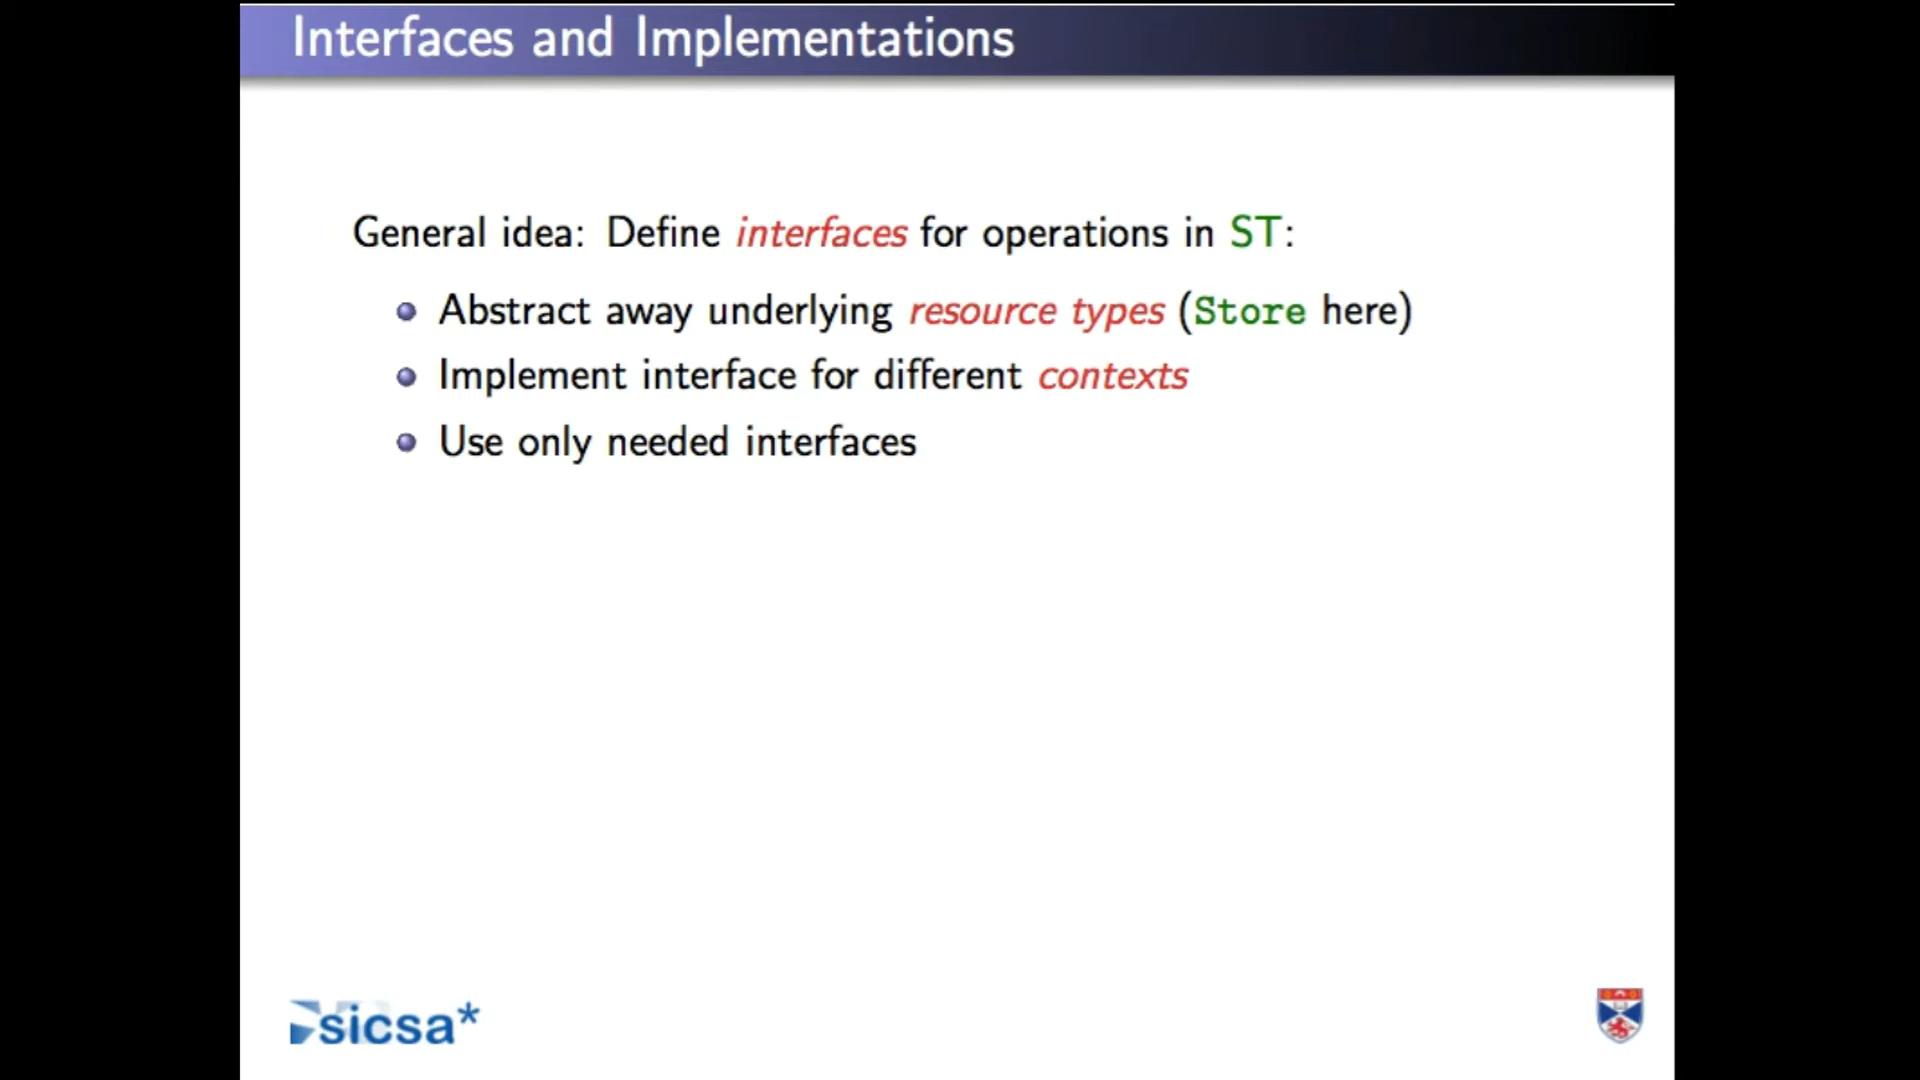 Interfaces and Implementations
General idea: Define interfaces for operations in ST:
Abstract away underlying resource types (Store here)
Implement interface for different contexts
Use only needed interfaces
sicsa*